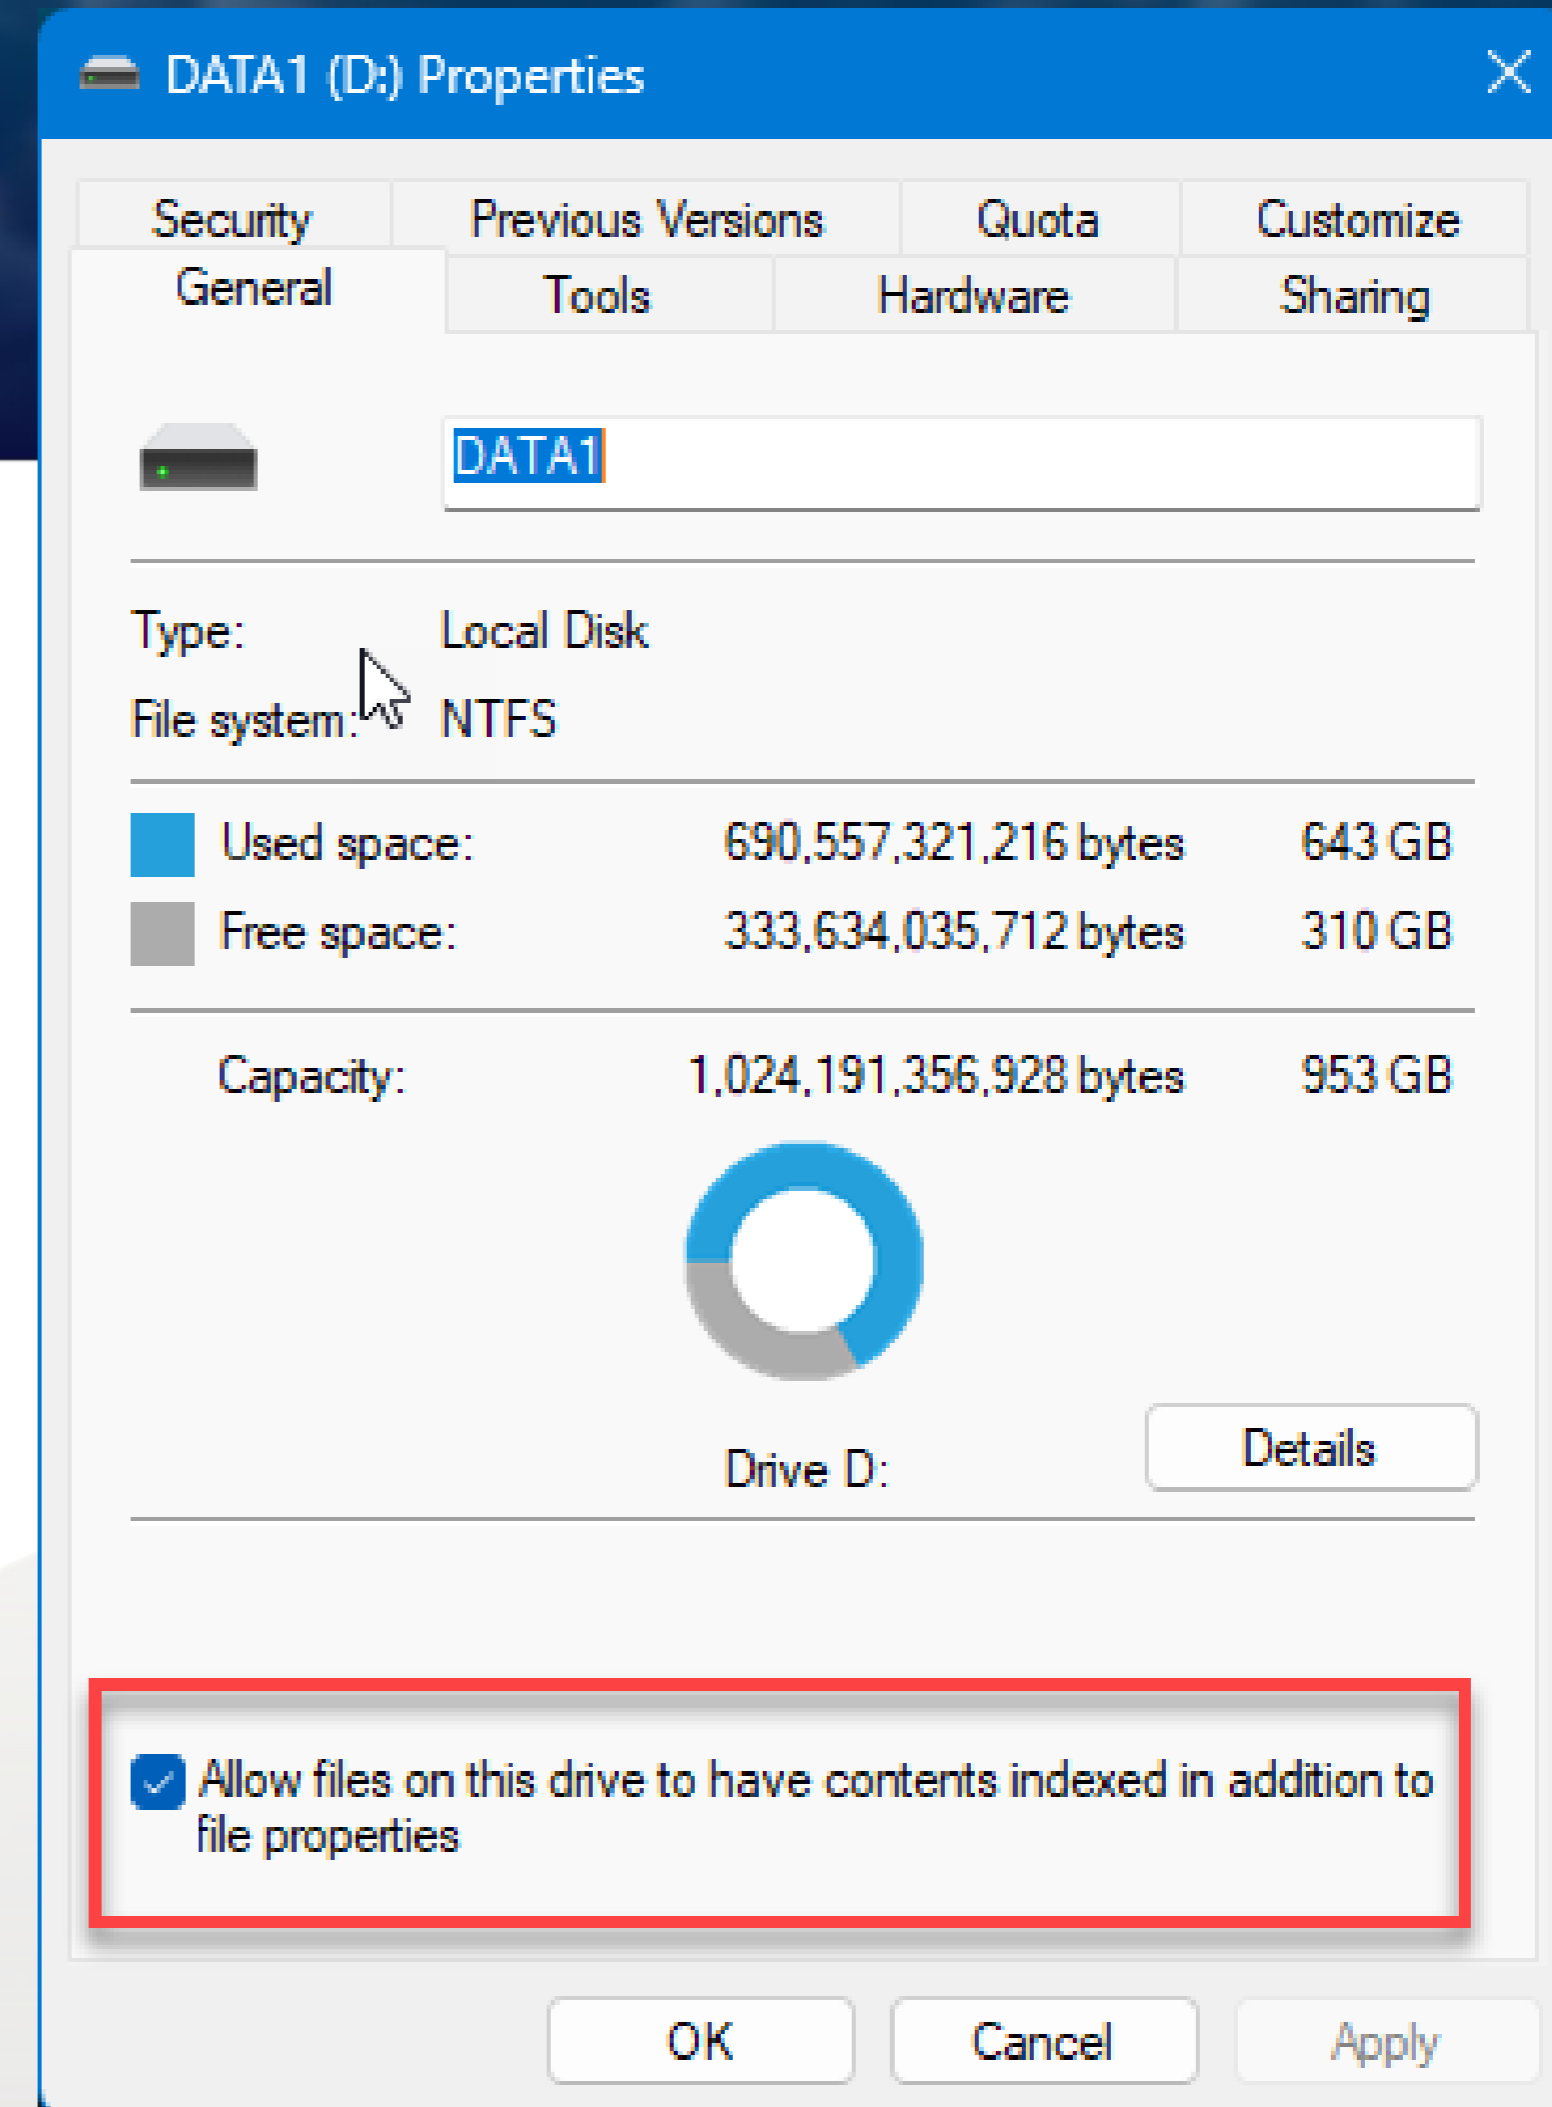 DATA1 (D:) Properties
Security Previous Versions Quota Customize
General Tools Hardware Sharing
DATA1
Type: Local Disk
File system: NTFS
Used space: 690,557,321,216 bytes 643 GB
Free space: 333,634,035,712 bytes 310 GB
Capacity: 1,024,191,356,928 bytes 953 GB
Drive D: Details
Allow files on this drive to have contents indexed in addition to
file properties
OK Cancel Apply